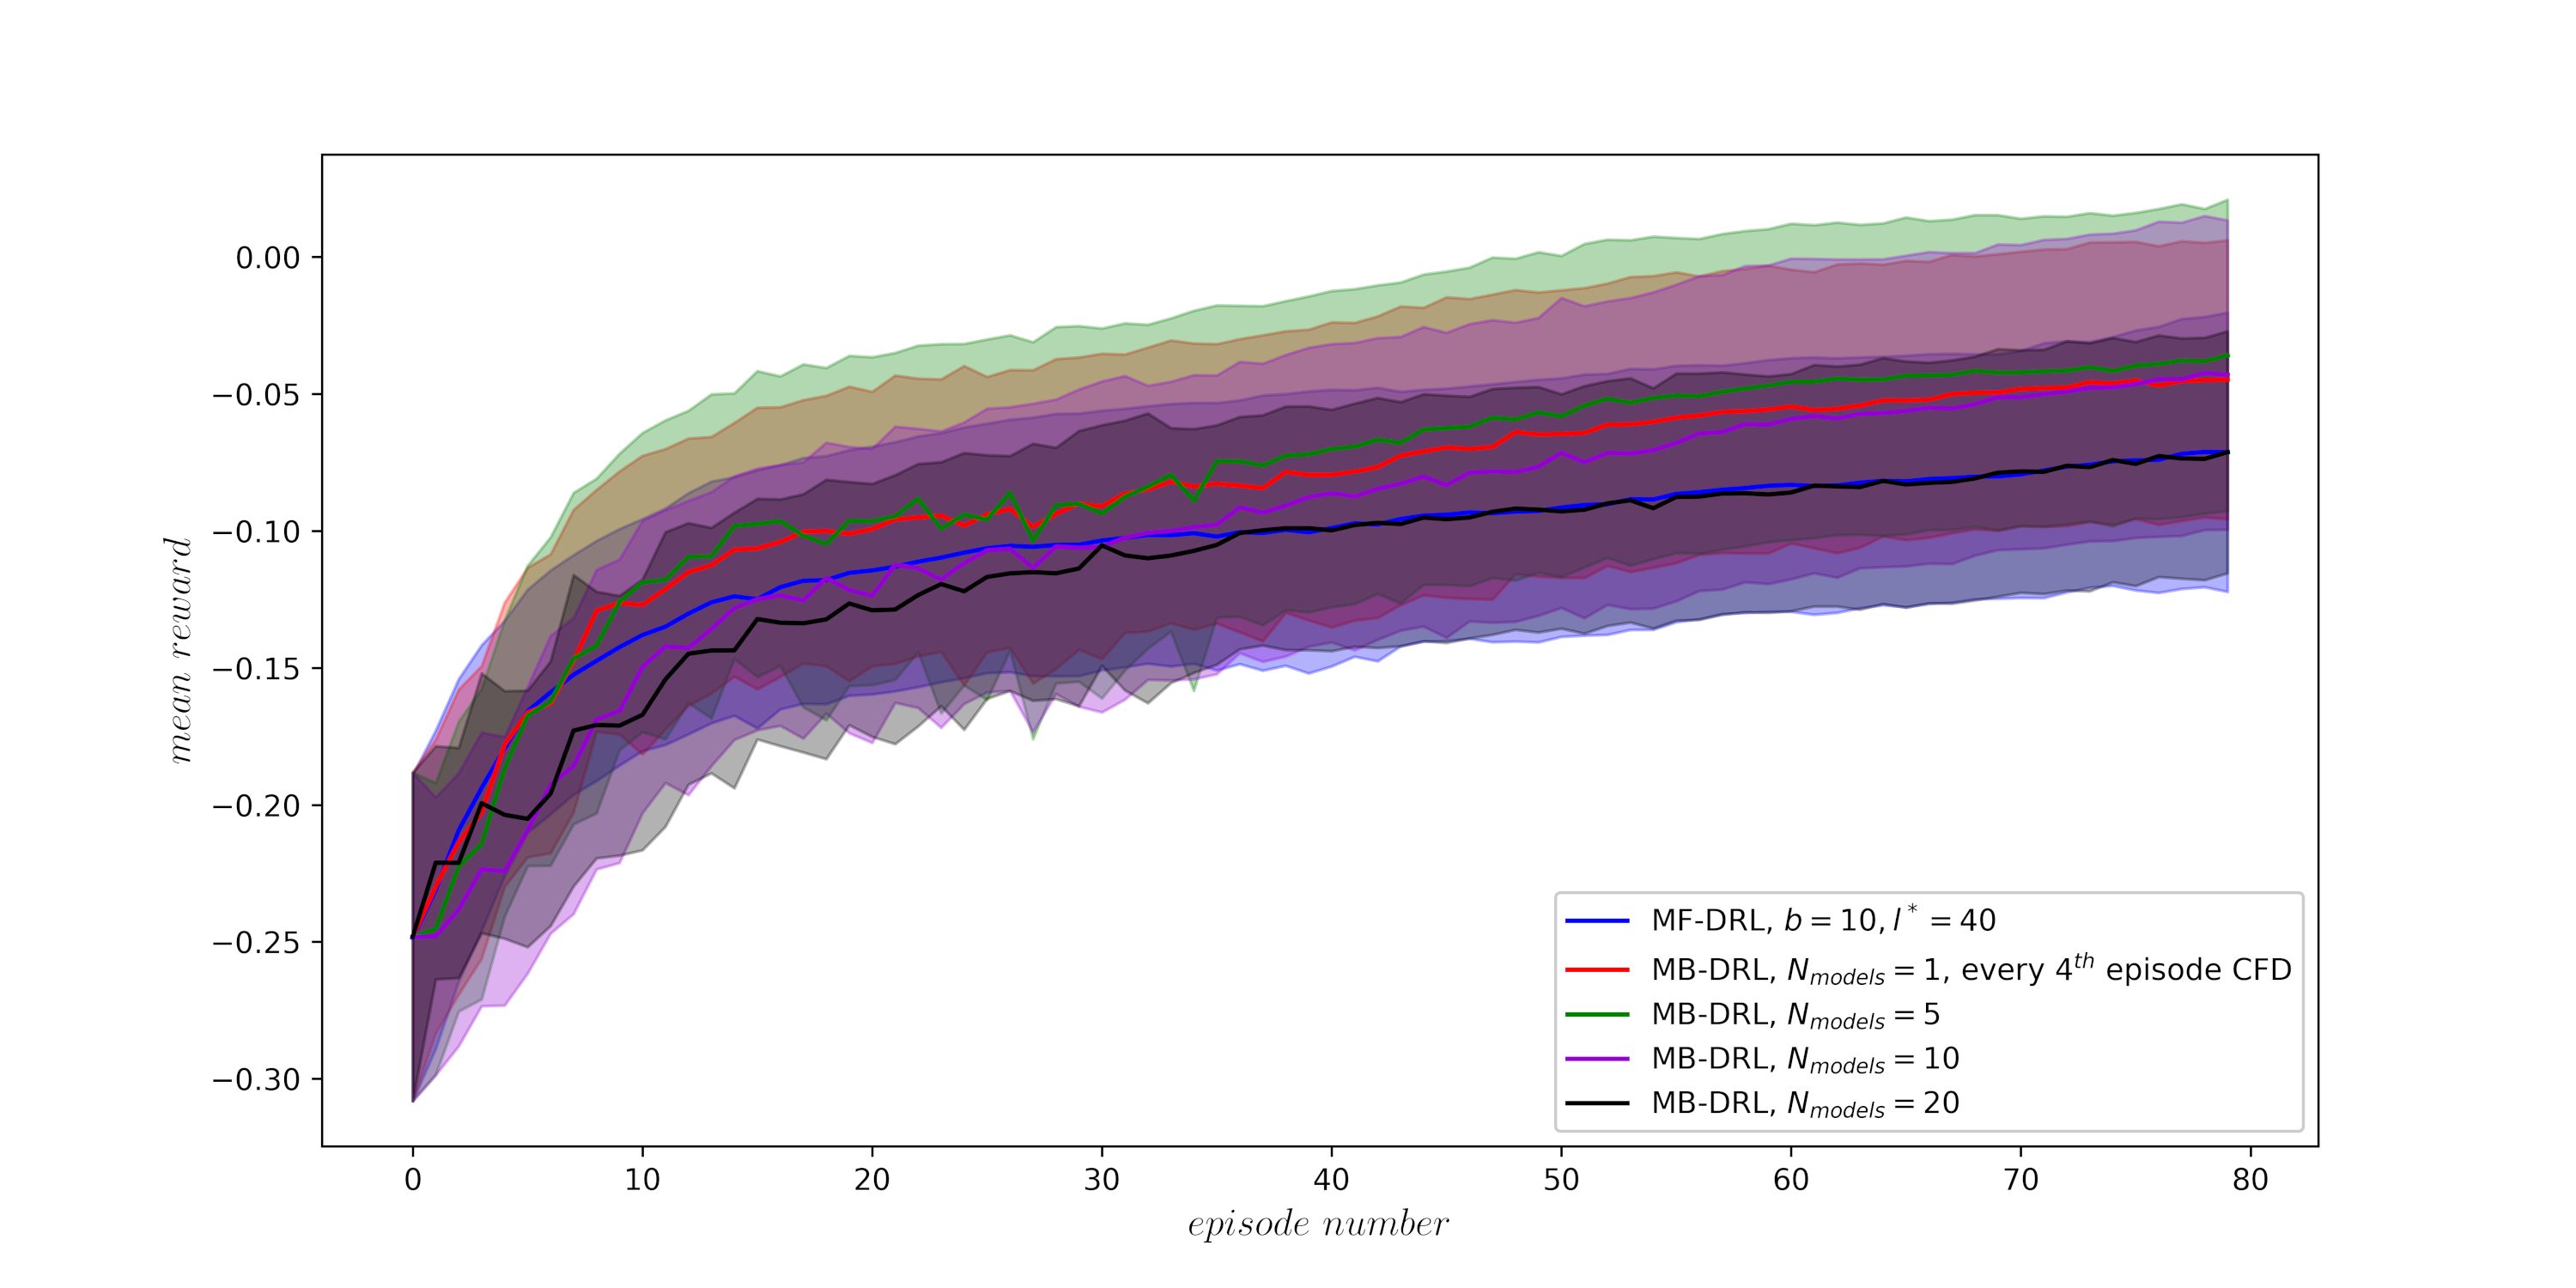 0.00
−0.05
−0.10
−0.15
−0.20
−0.25
−0.30
mean reward
0 10 20 30 40 50 60 70 80
episode number
MF-DRL, b = 10, l* = 40
MB-DRL, N_models = 1, every 4^th episode CFD
MB-DRL, N_models = 5
MB-DRL, N_models = 10
MB-DRL, N_models = 20